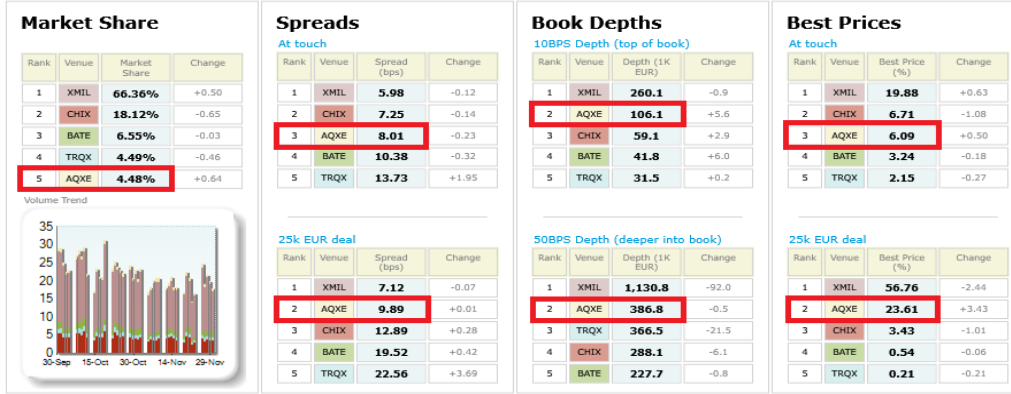 Market Share
Rank Venue Market Share Change
1 XMIL 66.36% +0.50
2 CHIX 18.12% -0.65
3 BATE 6.55% -0.03
4 TRQX 4.49% -0.46
5 AQXE 4.48% +0.64
Volume Trend
35
30
25
20
15
10
5
0
30-Sep 15-Oct 30-Oct 14-Nov 29-Nov
Spreads
At touch
Rank Venue Spread (bps) Change
1 XMIL 5.98 -0.12
2 CHIX 7.25 -0.14
3 AQXE 8.01 -0.23
4 BATE 10.38 -0.32
5 TRQX 13.73 +1.95
25k EUR deal
Rank Venue Spread (bps) Change
1 XMIL 7.12 -0.07
2 AQXE 9.89 +0.01
3 CHIX 12.89 +0.28
4 BATE 19.52 +0.42
5 TRQX 22.56 +3.69
Book Depths
10BPS Depth (top of book)
Rank Venue Depth (1K EUR) Change
1 XMIL 260.1 -0.9
2 AQXE 106.1 +5.6
3 CHIX 59.1 +2.9
4 BATE 41.8 +6.0
5 TRQX 31.5 +0.2
50BPS Depth (deeper into book)
Rank Venue Depth (1K EUR) Change
1 XMIL 1,130.8 -92.0
2 AQXE 386.8 -0.5
3 TRQX 366.5 -21.5
4 CHIX 288.1 -6.1
5 BATE 227.7 -0.8
Best Prices
At touch
Rank Venue Best Price (%) Change
1 XMIL 19.88 +0.63
2 CHIX 6.71 -1.08
3 AQXE 6.09 +0.50
4 BATE 3.24 -0.18
5 TRQX 2.15 -0.27
25k EUR deal
Rank Venue Best Price (%) Change
1 XMIL 56.76 -2.44
2 AQXE 23.61 +3.43
3 CHIX 3.43 -1.01
4 BATE 0.54 -0.06
5 TRQX 0.21 -0.21